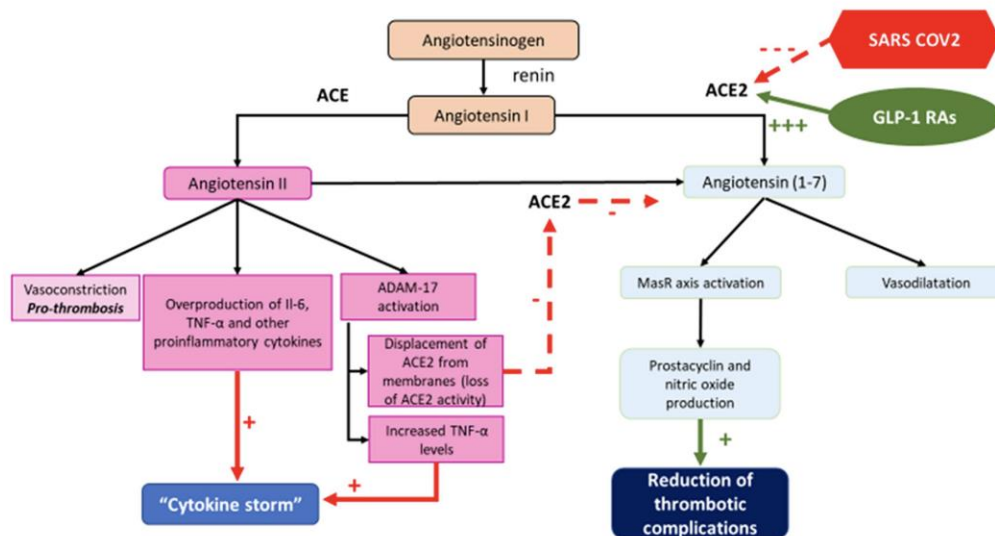 Angiotensinogen
SARS COV2
- - -
renin
ACE
ACE2
Angiotensin I
GLP-1 RAs
+++
Angiotensin II
Angiotensin (1-7)
ACE2
-
Vasoconstriction
Pro-thrombosis
Overproduction of Il-6,
TNF-α and other
proinflammatory cytokines
ADAM-17
activation
-
MasR axis activation
Vasodilatation
Displacement of
ACE2 from
membranes (loss
of ACE2 activity)
Prostacyclin and
nitric oxide
production
+
Increased TNF-α
levels
+
+
"Cytokine storm"
Reduction of
thrombotic
complications